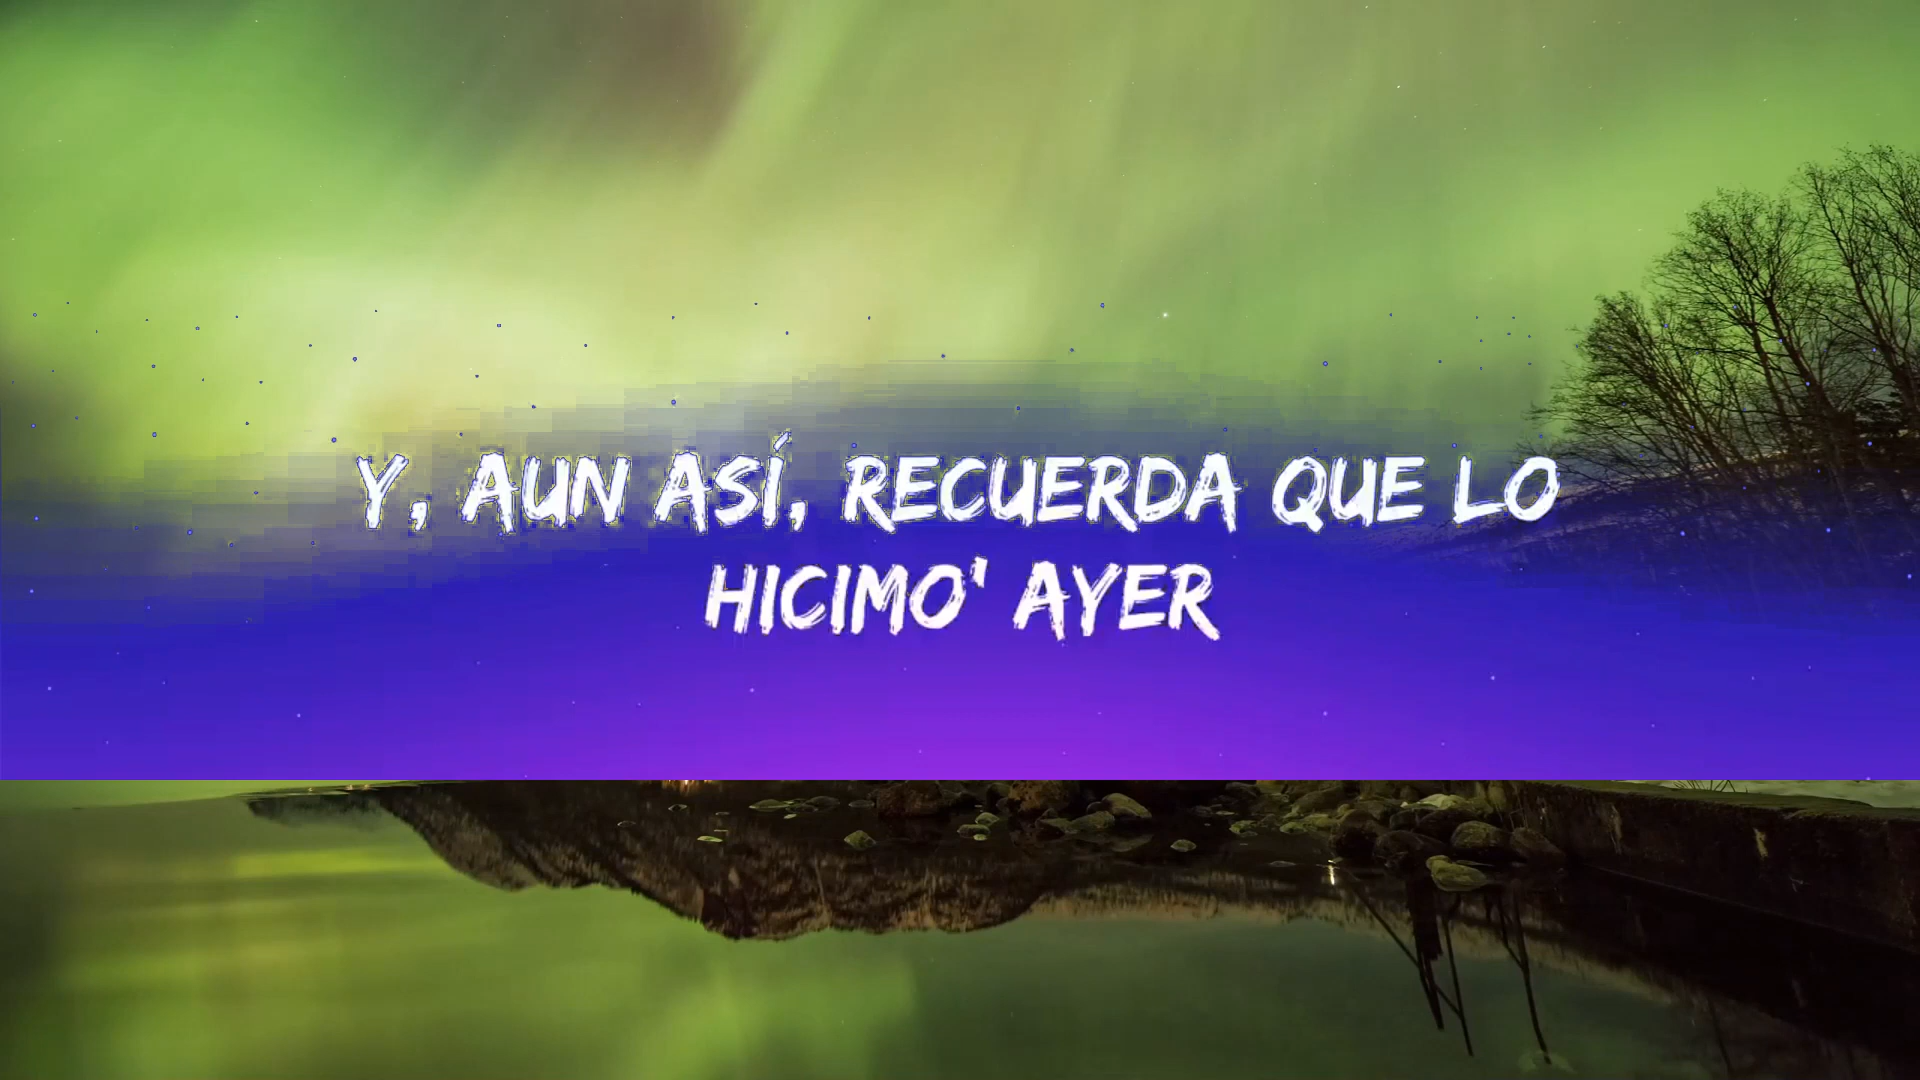 Y, AUN ASÍ, RECUERDA QUE LO
HICIMO' AYER